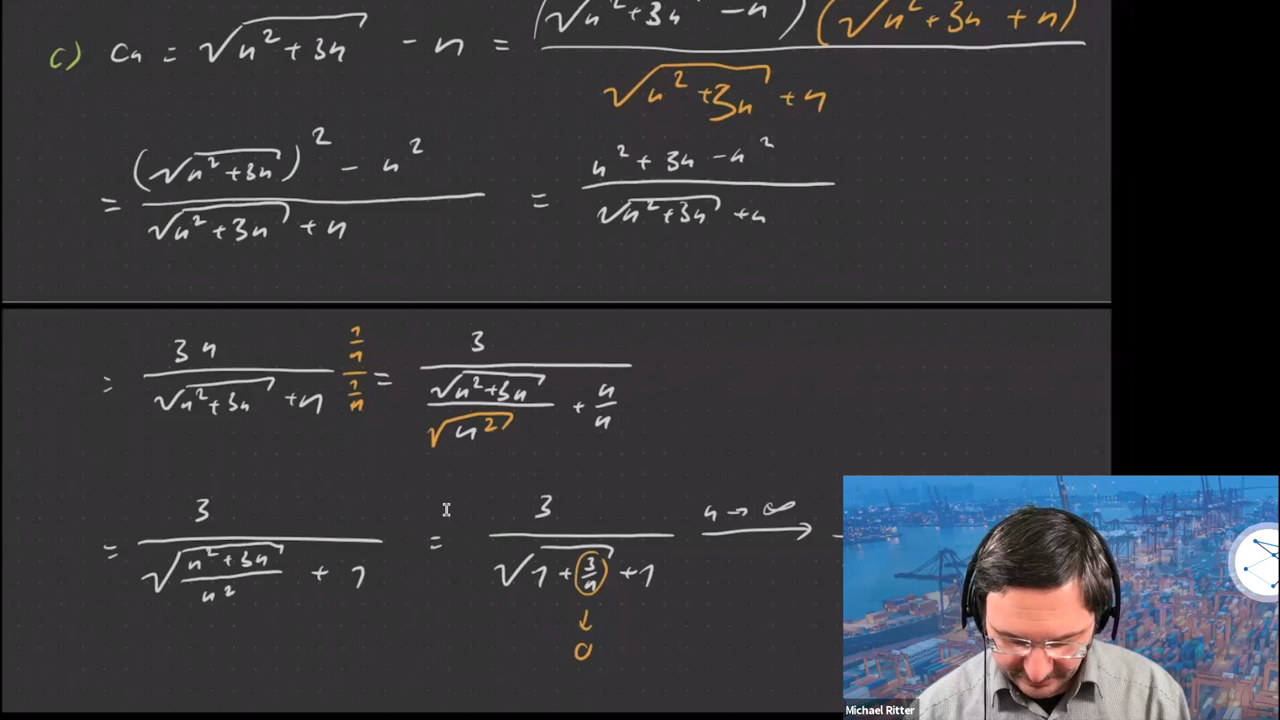 c) Cn = √(n²+3n) - n = (√(n²+3n) - n) (√(n²+3n) + n) / (√(n²+3n) + n)
= ((√(n²+3n))² - n²) / (√(n²+3n) + n) = (n² + 3n - n²) / (√(n²+3n) + n)
= 3n / (√(n²+3n) + n) (1/n) / (1/n) = 3 / (√(n²+3n) / √(n²) + n/n)
= 3 / (√((n²+3n) / n²) + 1) = 3 / (√(1 + 3/n) + 1) n → ∞ →
↓
0
Michael Ritter